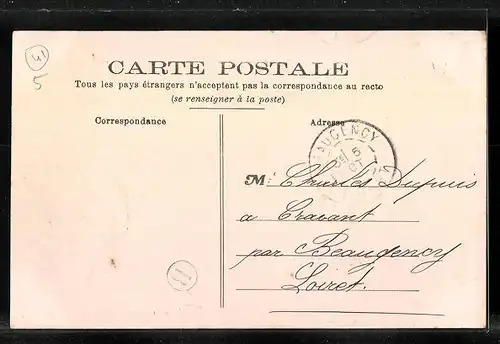 CARTE POSTALE
Tous les pays étrangers n'acceptent pas la correspondance au recto
(se renseigner à la poste)
Correspondance
Adresse
BEAUGENCY
5
M. Charles Dupuis
a Cravant
par Beaugency
Loiret.